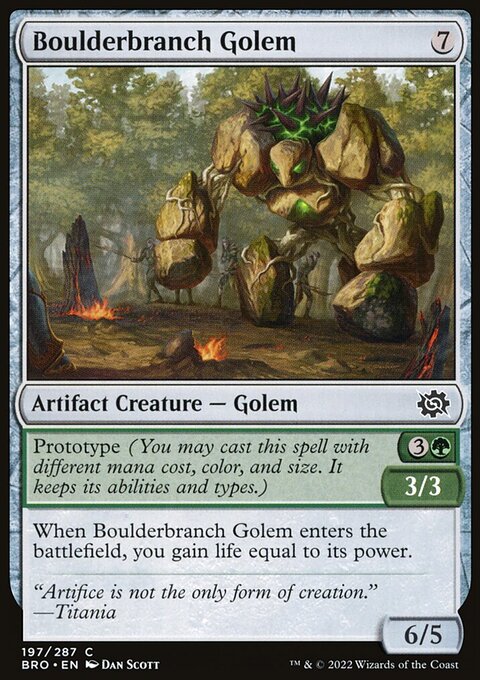 Boulderbranch Golem 7
Artifact Creature — Golem
Prototype (You may cast this spell with 3
different mana cost, color, and size. It
keeps its abilities and types.) 3/3
When Boulderbranch Golem enters the
battlefield, you gain life equal to its power.
“Artifice is not the only form of creation.”
—Titania
6/5
197/287 C
BRO • EN Dan Scott ™ & © 2022 Wizards of the Coast